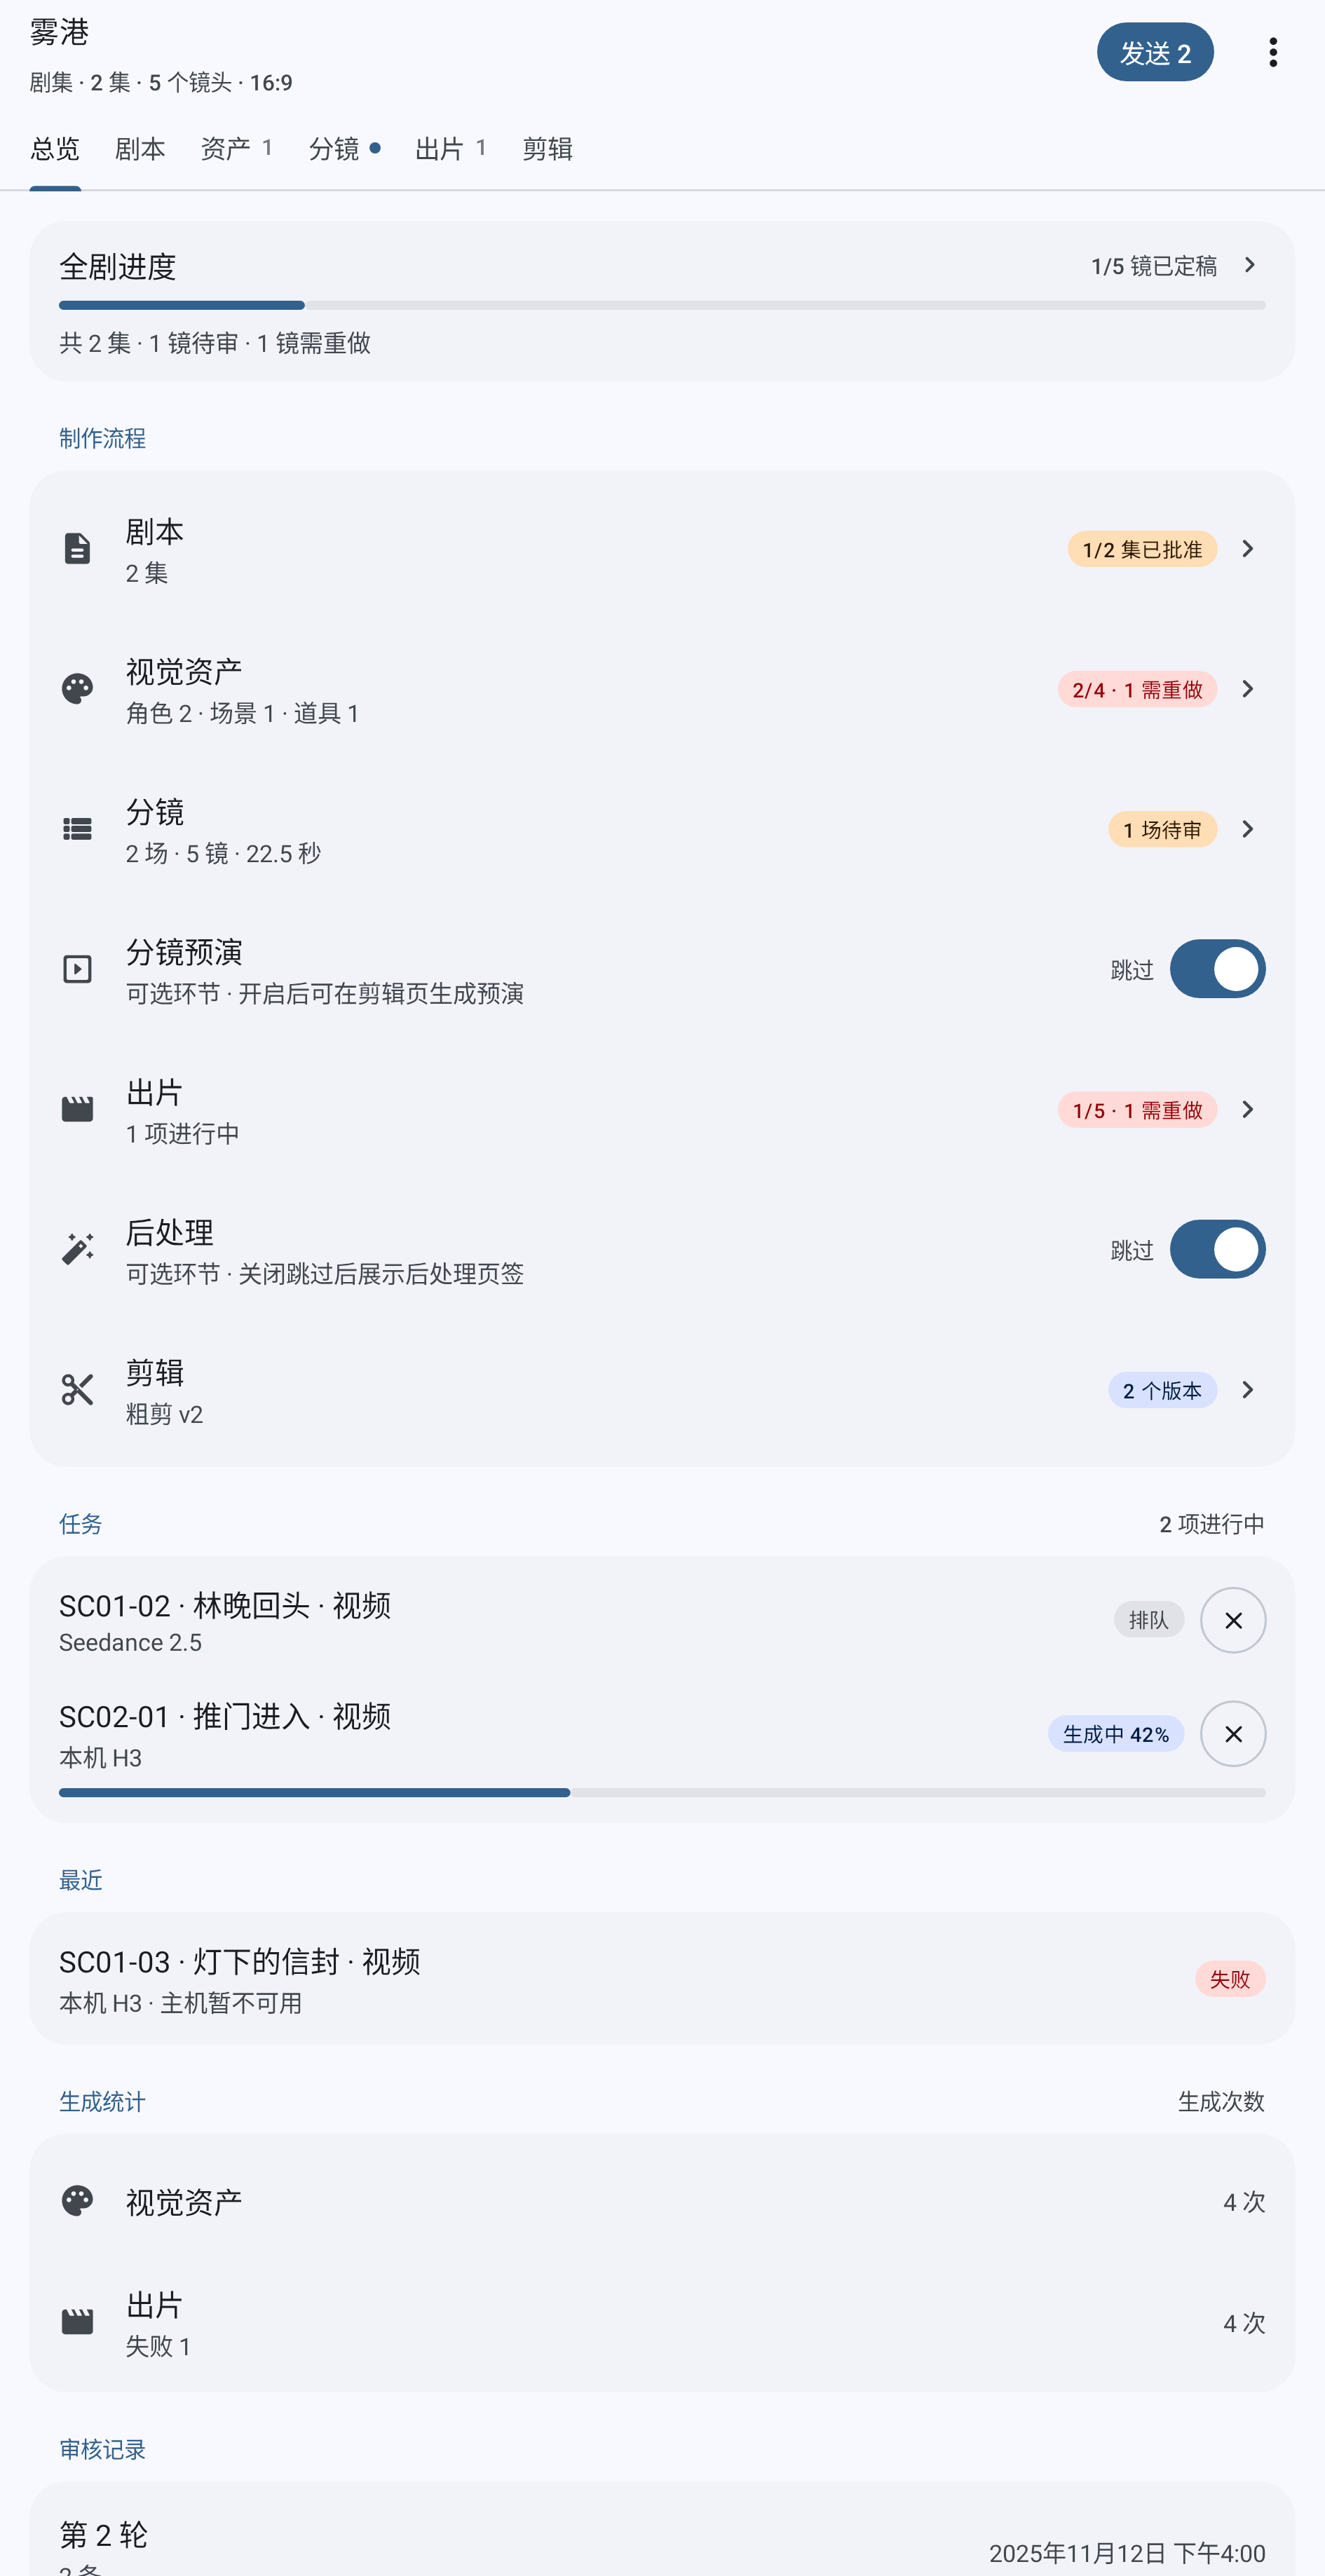 雾港
发送 2
剧集 · 2 集 · 5 个镜头 · 16:9
总览 剧本 资产 1 分镜 出片 1 剪辑
全剧进度
1/5 镜已定稿
共 2 集 · 1 镜待审 · 1 镜需重做
制作流程
剧本
2 集
1/2 集已批准
视觉资产
角色 2 · 场景 1 · 道具 1
2/4 · 1 需重做
分镜
2 场 · 5 镜 · 22.5 秒
1 场待审
分镜预演
可选环节 · 开启后可在剪辑页生成预演
跳过
出片
1 项进行中
1/5 · 1 需重做
后处理
可选环节 · 关闭跳过后展示后处理页签
跳过
剪辑
粗剪 v2
2 个版本
任务
2 项进行中
SC01-02 · 林晚回头 · 视频
Seedance 2.5
排队
SC02-01 · 推门进入 · 视频
本机 H3
生成中 42%
最近
SC01-03 · 灯下的信封 · 视频
本机 H3 · 主机暂不可用
失败
生成统计
生成次数
视觉资产
4 次
出片
失败 1
4 次
审核记录
第 2 轮
2025年11月12日 下午4:00